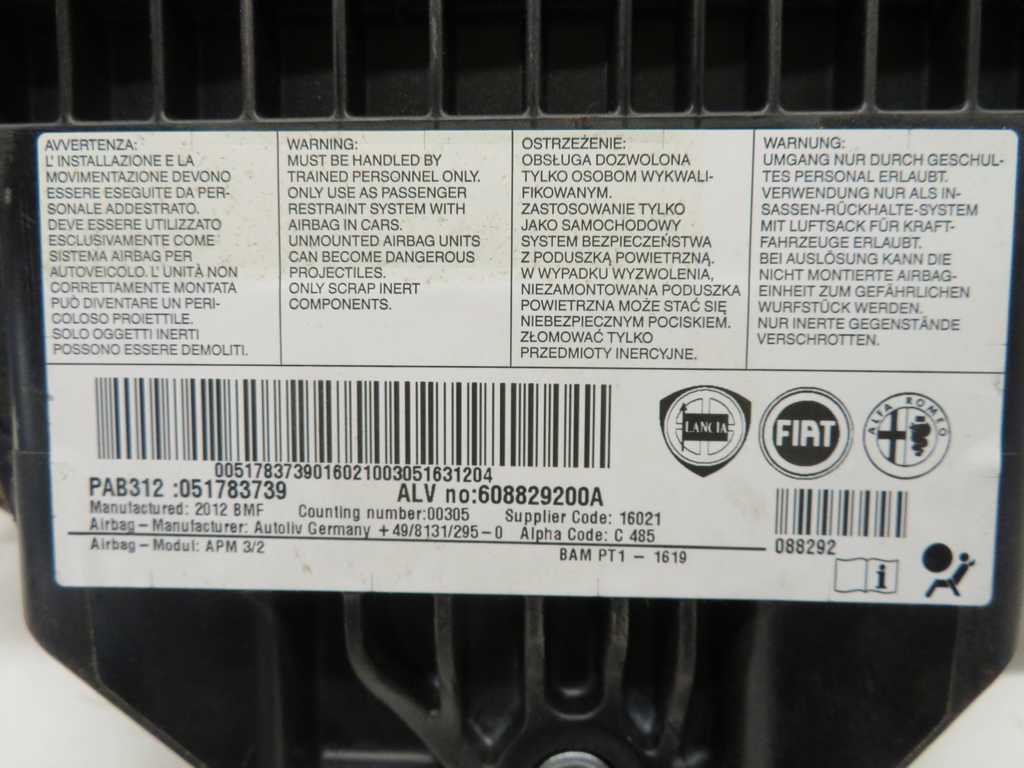 AVVERTENZA:
L' INSTALLAZIONE E LA
MOVIMENTAZIONE DEVONO
ESSERE ESEGUITE DA PER-
SONALE ADDESTRATO.
DEVE ESSERE UTILIZZATO
ESCLUSIVAMENTE COME
SISTEMA AIRBAG PER
AUTOVEICOLO. L' UNITÀ NON
CORRETTAMENTE MONTATA
PUÒ DIVENTARE UN PERI-
COLOSO PROIETTILE.
SOLO OGGETTI INERTI
POSSONO ESSERE DEMOLITI.
WARNING:
MUST BE HANDLED BY
TRAINED PERSONNEL ONLY.
ONLY USE AS PASSENGER
RESTRAINT SYSTEM WITH
AIRBAG IN CARS.
UNMOUNTED AIRBAG UNITS
CAN BECOME DANGEROUS
PROJECTILES.
ONLY SCRAP INERT
COMPONENTS.
OSTRZEŻENIE:
OBSŁUGA DOZWOLONA
TYLKO OSOBOM WYKWALI-
FIKOWANYM.
ZASTOSOWANIE TYLKO
JAKO SAMOCHODOWY
SYSTEM BEZPIECZEŃSTWA
Z PODUSZKĄ POWIETRZNĄ.
W WYPADKU WYZWOLENIA,
NIEZAMONTOWANA PODUSZKA
POWIETRZNA MOŻE STAĆ SIĘ
NIEBEZPIECZNYM POCISKIEM.
ZŁOMOWAĆ TYLKO
PRZEDMIOTY INERCYJNE.
WARNUNG:
UMGANG NUR DURCH GESCHUL-
TES PERSONAL ERLAUBT.
VERWENDUNG NUR ALS IN-
SASSEN-RÜCKHALTE-SYSTEM
MIT LUFTSACK FÜR KRAFT-
FAHRZEUGE ERLAUBT.
BEI AUSLÖSUNG KANN DIE
NICHT MONTIERTE AIRBAG-
EINHEIT ZUM GEFÄHRLICHEN
WURFSTÜCK WERDEN.
NUR INERTE GEGENSTÄNDE
VERSCHROTTEN.
LANCIA
FIAT
ALFA ROMEO
00517837390160210030516312​04
PAB312 :051783739 ALV no:608829200A
Manufactured: 2012 BMF Counting number:00305 Supplier Code: 16021
Airbag – Manufacturer: Autoliv Germany +49/8131/295–0 Alpha Code: C 485
Airbag – Modul: APM 3/2 BAM PT1 – 1619
088292
i